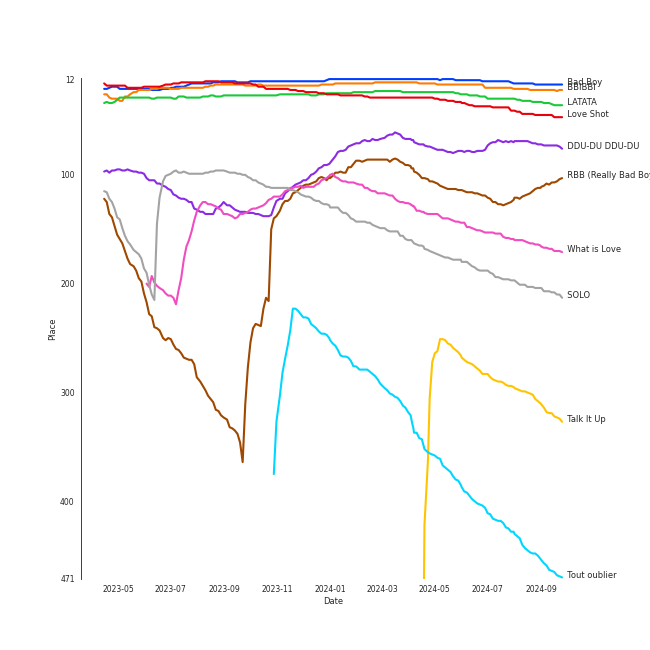 12
100
200
300
400
471
Place
2023-05
2023-07
2023-09
2023-11
2024-01
2024-03
2024-05
2024-07
2024-09
Date
Bad Boy
BBIBBI
LATATA
Love Shot
DDU-DU DDU-DU
RBB (Really Bad Boy
What is Love
SOLO
Talk It Up
Tout oublier